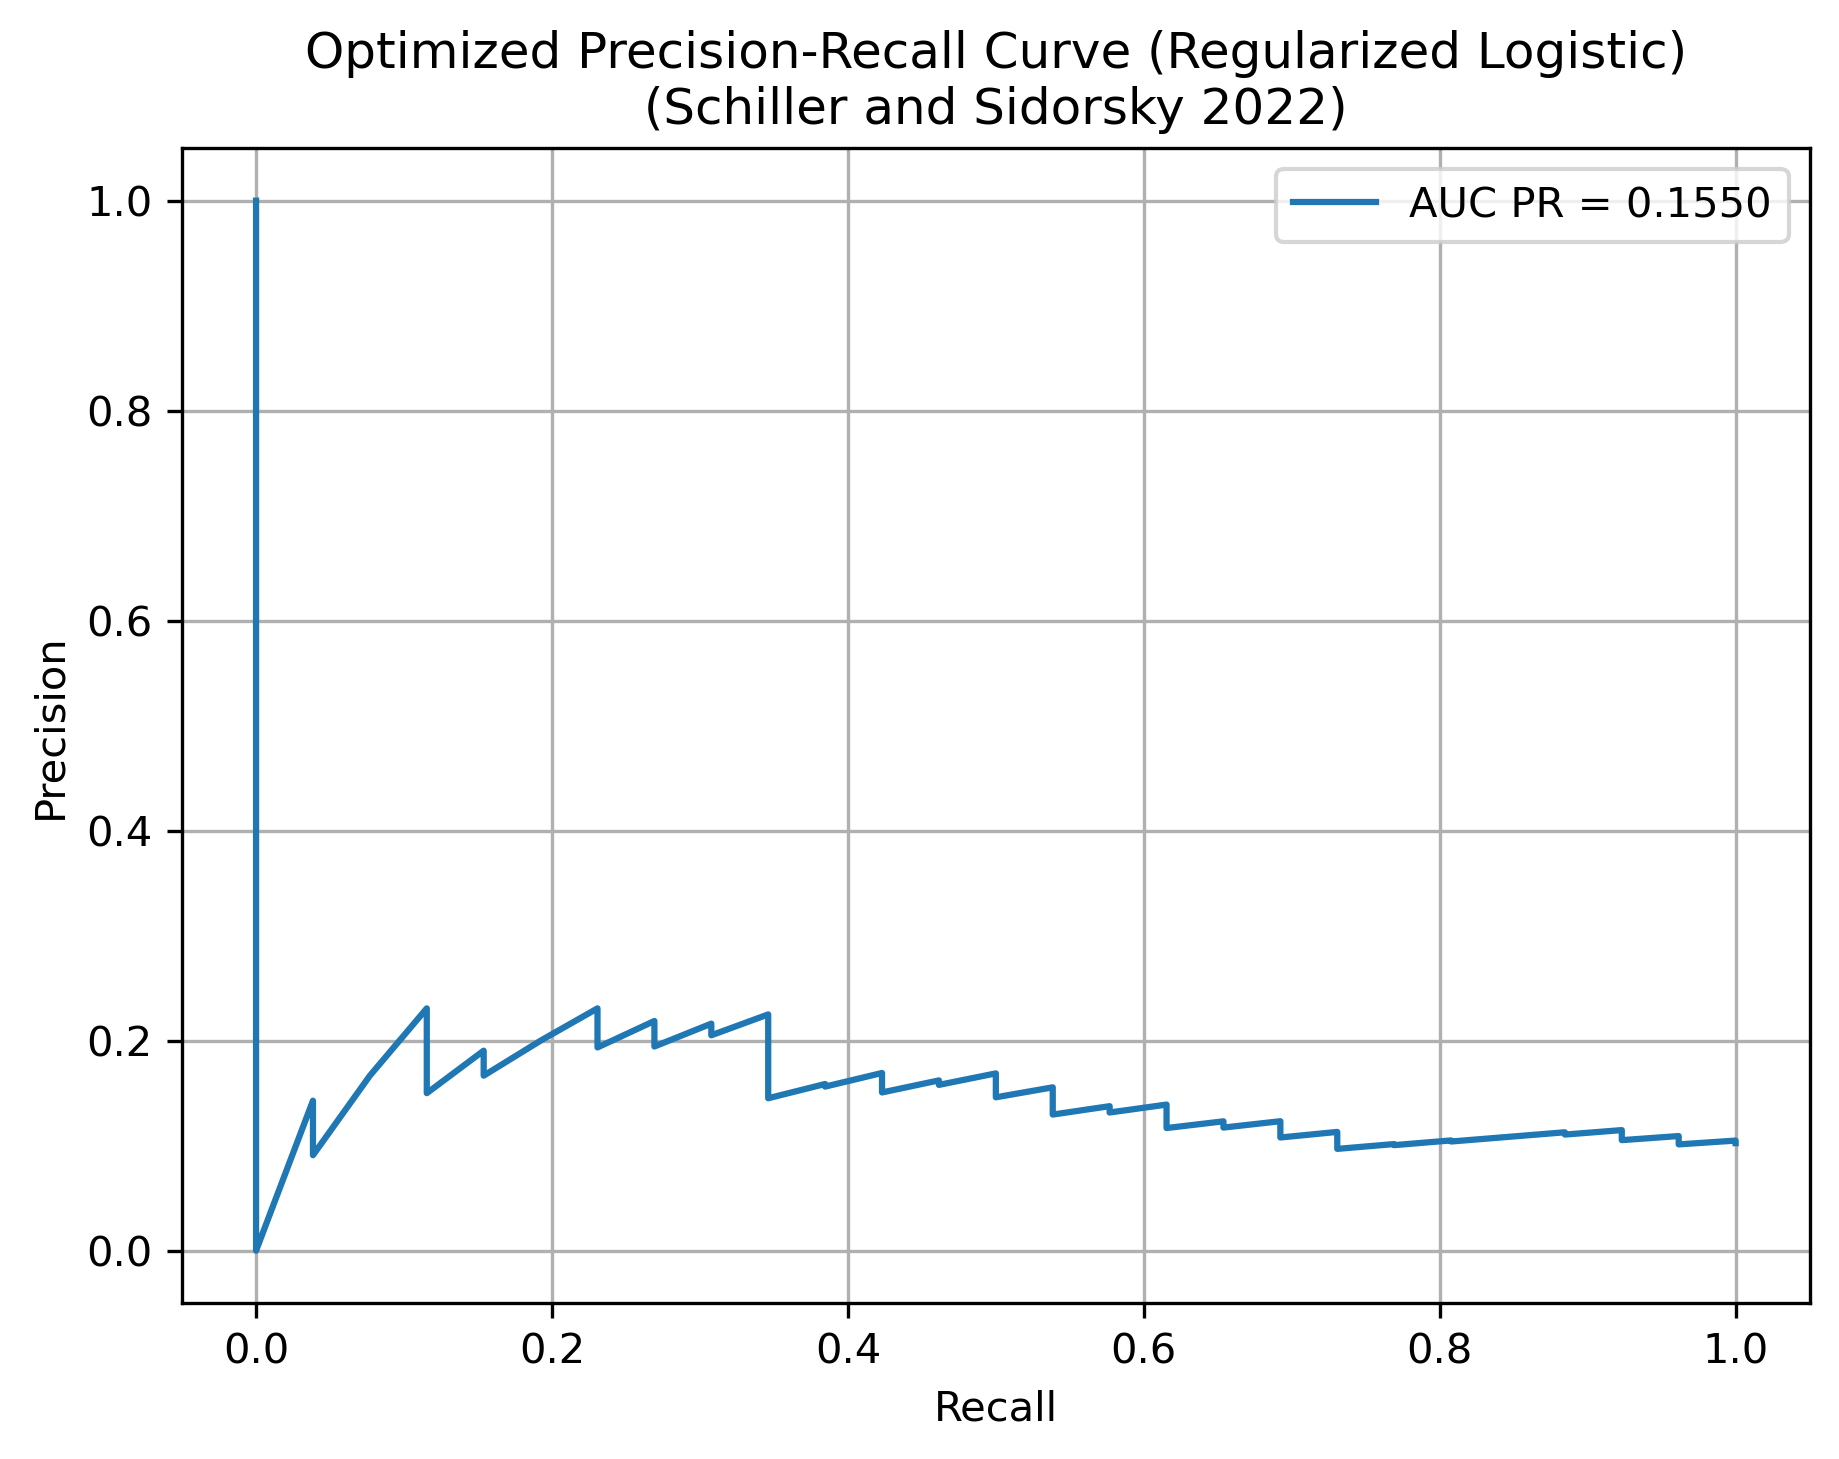 Optimized Precision-Recall Curve (Regularized Logistic)
(Schiller and Sidorsky 2022)
AUC PR = 0.1550
Precision
1.0
0.8
0.6
0.4
0.2
0.0
0.0 0.2 0.4 0.6 0.8 1.0
Recall